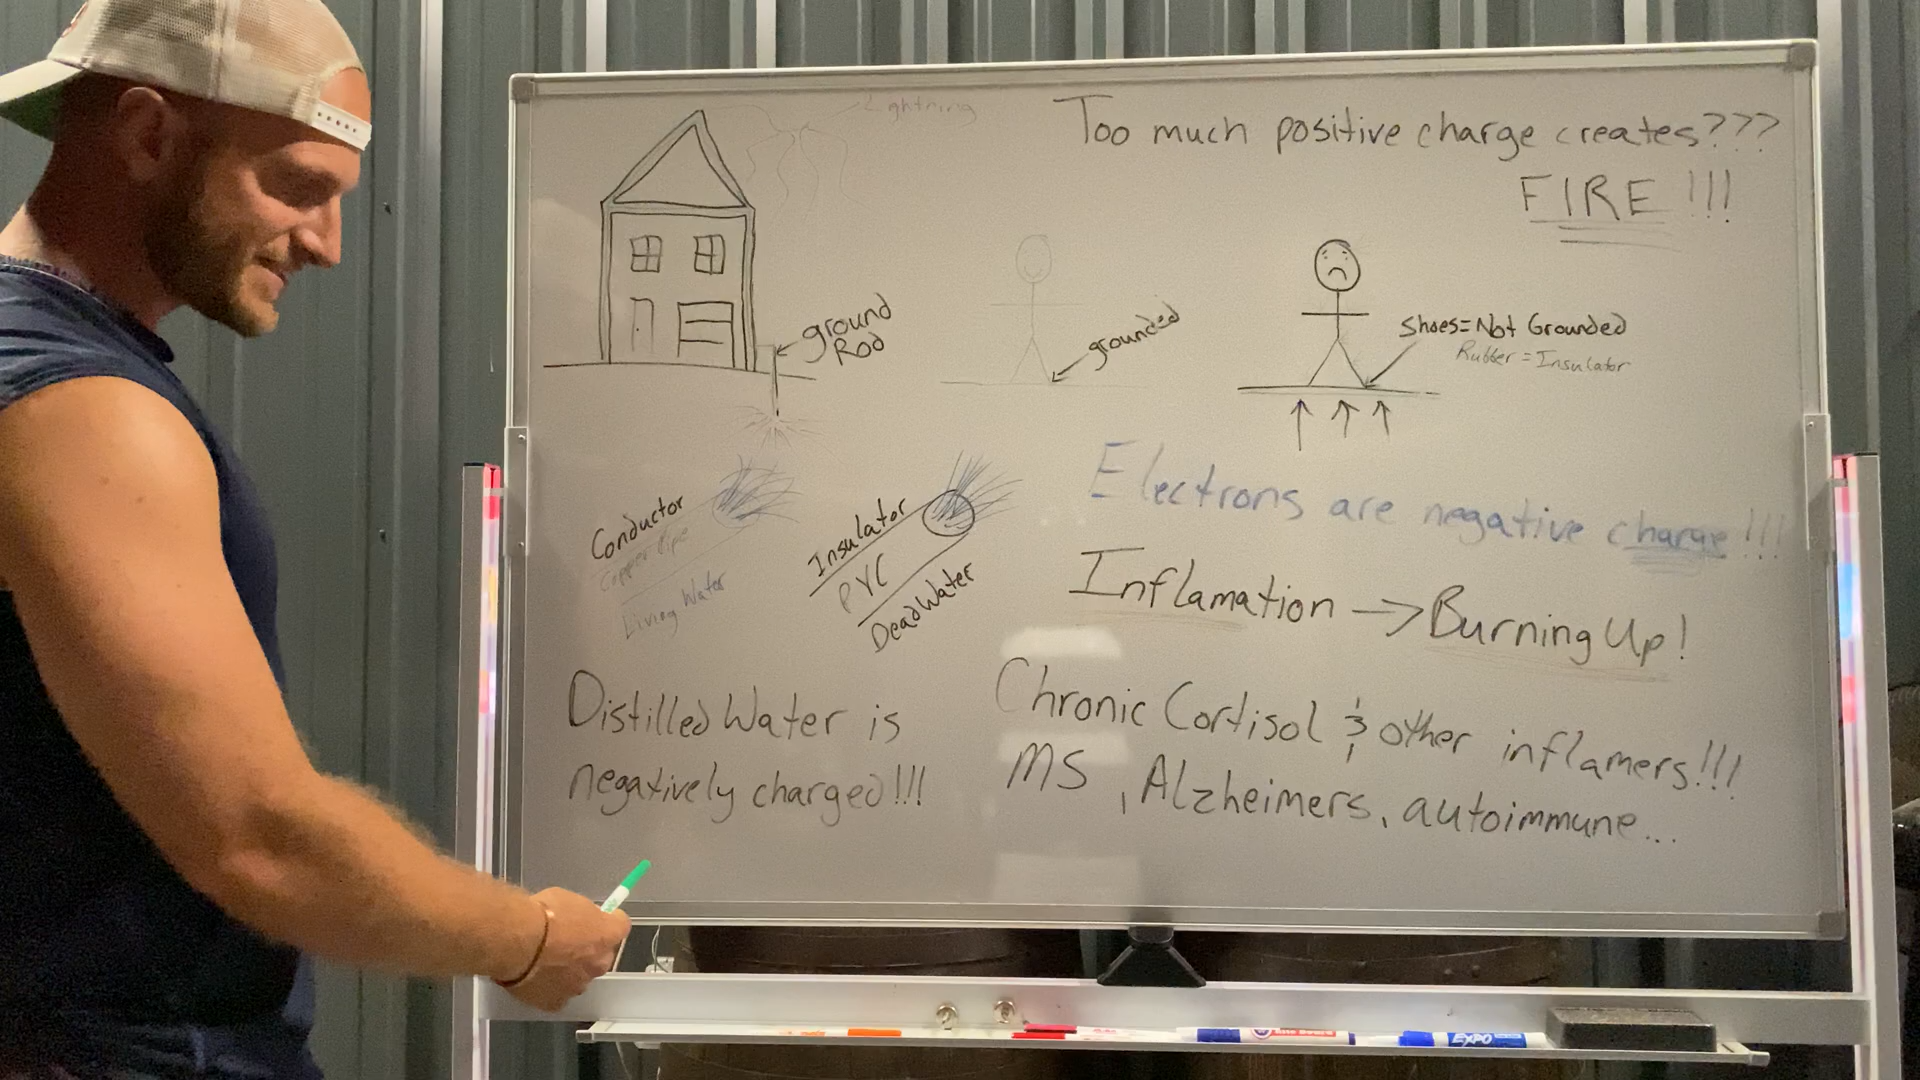 Lightning
Too much positive charge creates???
FIRE!!!
ground
Rod
grounded
Shoes=Not Grounded
Rubber = Insulator
Conductor
Copper Pipe
Living Water
Insulator
PVC
Dead Water
Electrons are negative charge!!!
Inflamation → Burning Up!
Distilled Water is
negatively charged!!!
Chronic Cortisol & other inflamers!!!
MS, Alzheimers, autoimmune...
EXPO